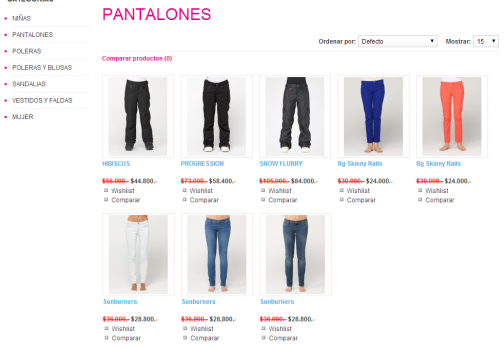 PANTALONES
NIÑAS
PANTALONES
POLERAS
POLERAS Y BLUSAS
SANDALIAS
VESTIDOS Y FALDAS
MUJER
Ordenar por: Defecto Mostrar: 15
Comparar productos (0)
HIBISCUS
$56.000.- $44.800.-
Wishlist
Comparar
PROGRESSION
$73.000.- $58.400.-
Wishlist
Comparar
SNOW FLURRY
$105.000.- $84.000.-
Wishlist
Comparar
Rg Skinny Rails
$30.000.- $24.000.-
Wishlist
Comparar
Rg Skinny Rails
$30.000.- $24.000.-
Wishlist
Comparar
Sunburners
$36.000.- $28.800.-
Wishlist
Comparar
Sunburners
$36.000.- $28.800.-
Wishlist
Comparar
Sunburners
$36.000.- $28.800.-
Wishlist
Comparar